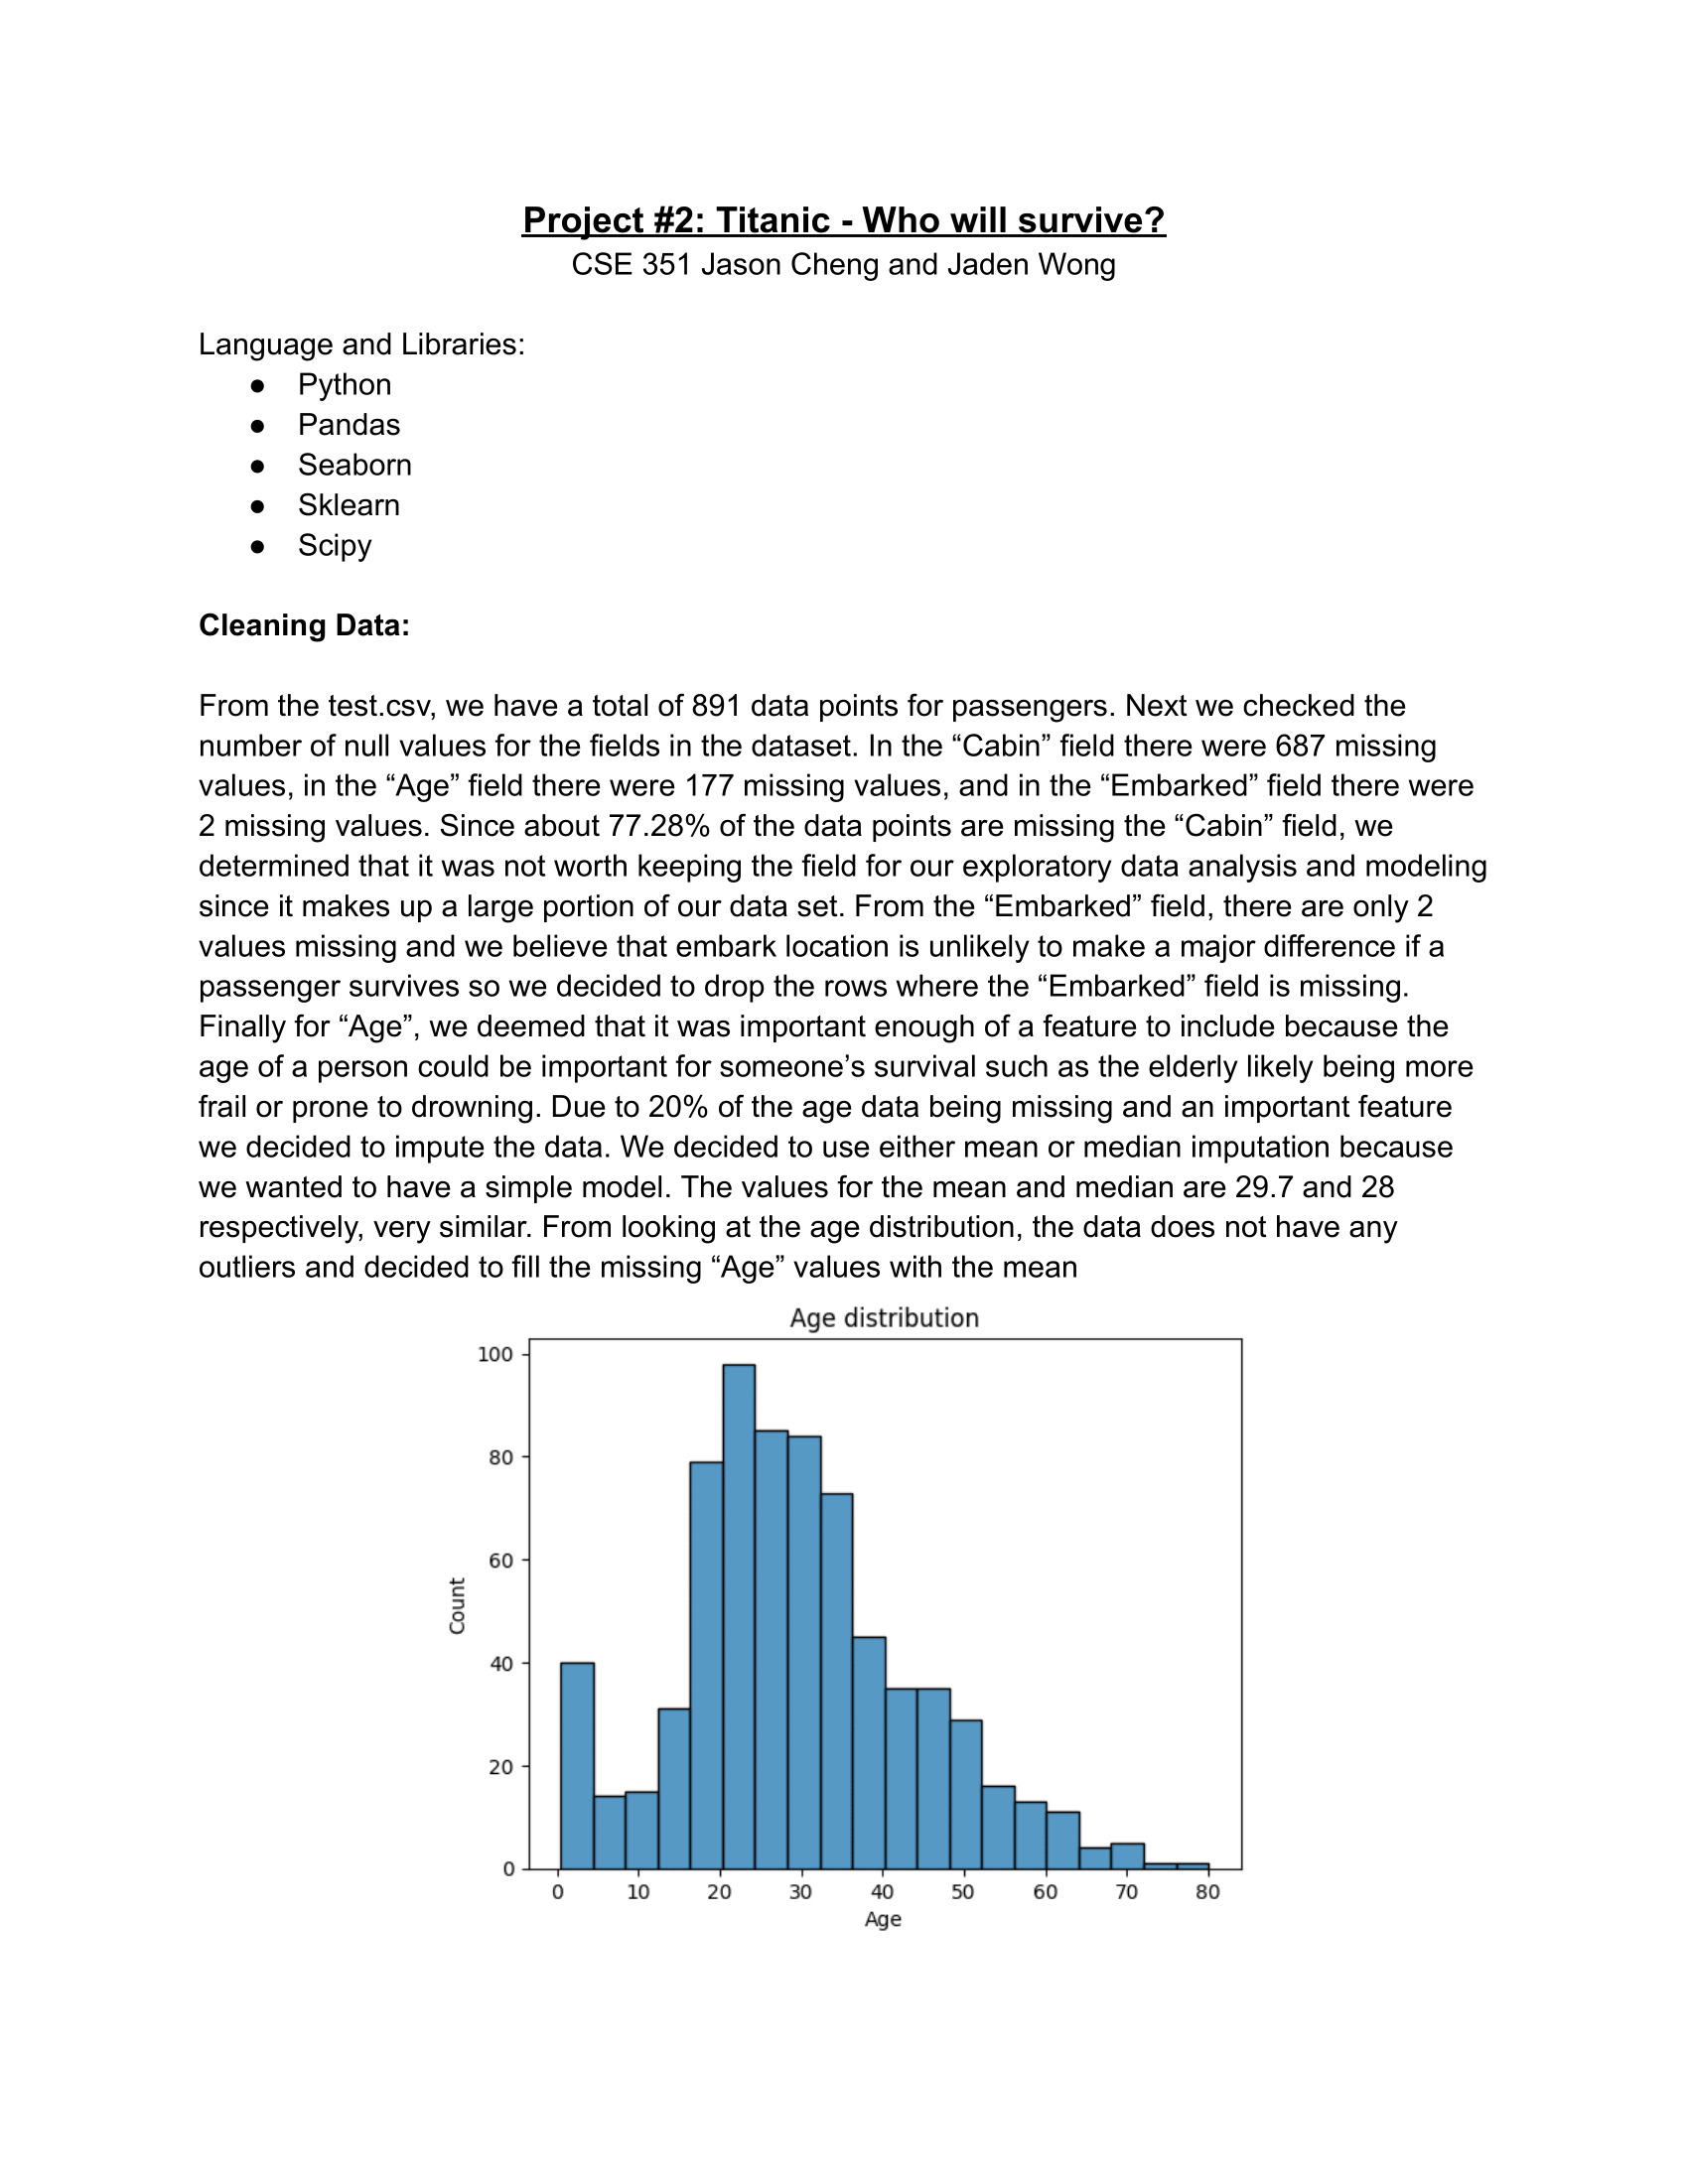 Project #2: Titanic - Who will survive?
CSE 351 Jason Cheng and Jaden Wong
Language and Libraries:
● Python
● Pandas
● Seaborn
● Sklearn
● Scipy
Cleaning Data:
From the test.csv, we have a total of 891 data points for passengers. Next we checked the
number of null values for the fields in the dataset. In the “Cabin” field there were 687 missing
values, in the “Age” field there were 177 missing values, and in the “Embarked” field there were
2 missing values. Since about 77.28% of the data points are missing the “Cabin” field, we
determined that it was not worth keeping the field for our exploratory data analysis and modeling
since it makes up a large portion of our data set. From the “Embarked” field, there are only 2
values missing and we believe that embark location is unlikely to make a major difference if a
passenger survives so we decided to drop the rows where the “Embarked” field is missing.
Finally for “Age”, we deemed that it was important enough of a feature to include because the
age of a person could be important for someone’s survival such as the elderly likely being more
frail or prone to drowning. Due to 20% of the age data being missing and an important feature
we decided to impute the data. We decided to use either mean or median imputation because
we wanted to have a simple model. The values for the mean and median are 29.7 and 28
respectively, very similar. From looking at the age distribution, the data does not have any
outliers and decided to fill the missing “Age” values with the mean
Age distribution
100
80
60
40
20
0
Count
0 10 20 30 40 50 60 70 80
Age